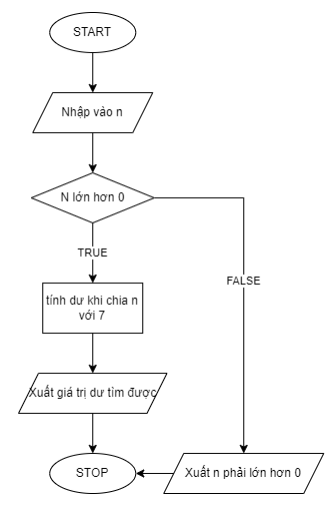 START
Nhập vào n
N lớn hơn 0
TRUE
FALSE
tính dư khi chia n
với 7
Xuất giá trị dư tìm được
STOP
Xuất n phải lớn hơn 0